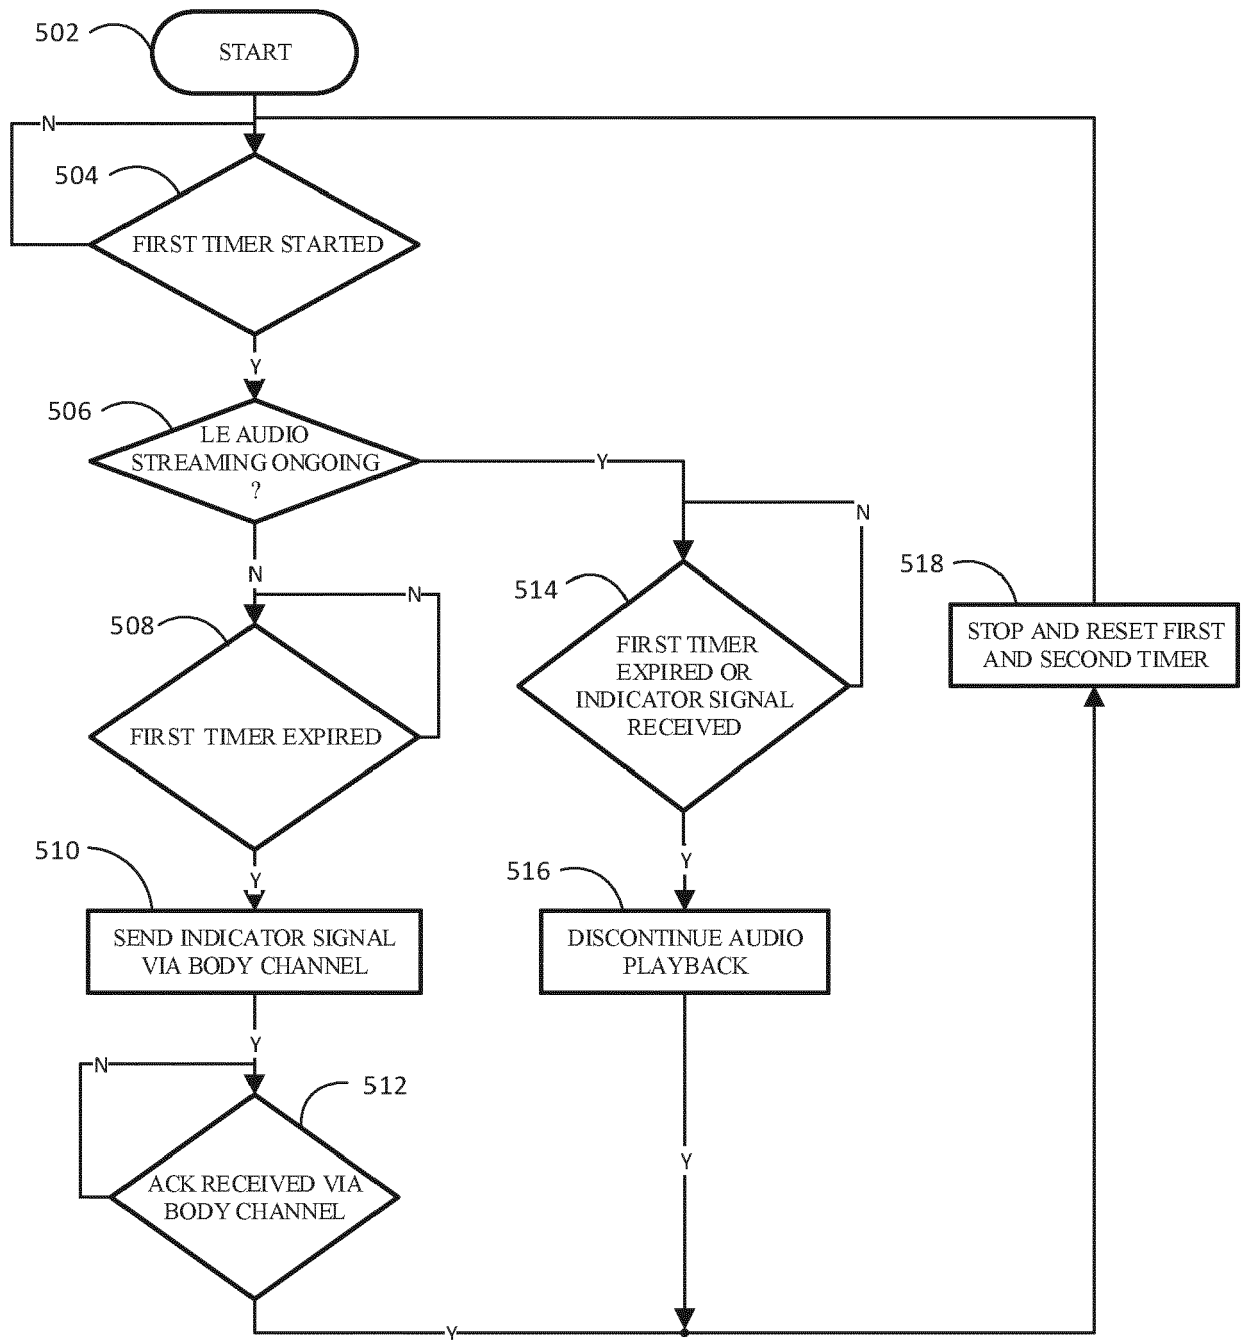 502
START
N
504
FIRST TIMER STARTED
Y
506
LE AUDIO
STREAMING ONGOING
?
Y
N
N
514
518
N
508
FIRST TIMER
EXPIRED OR
INDICATOR SIGNAL
RECEIVED
STOP AND RESET FIRST
AND SECOND TIMER
FIRST TIMER EXPIRED
510
Y
Y
516
SEND INDICATOR SIGNAL
VIA BODY CHANNEL
DISCONTINUE AUDIO
PLAYBACK
Y
N
512
ACK RECEIVED VIA
BODY CHANNEL
Y
Y